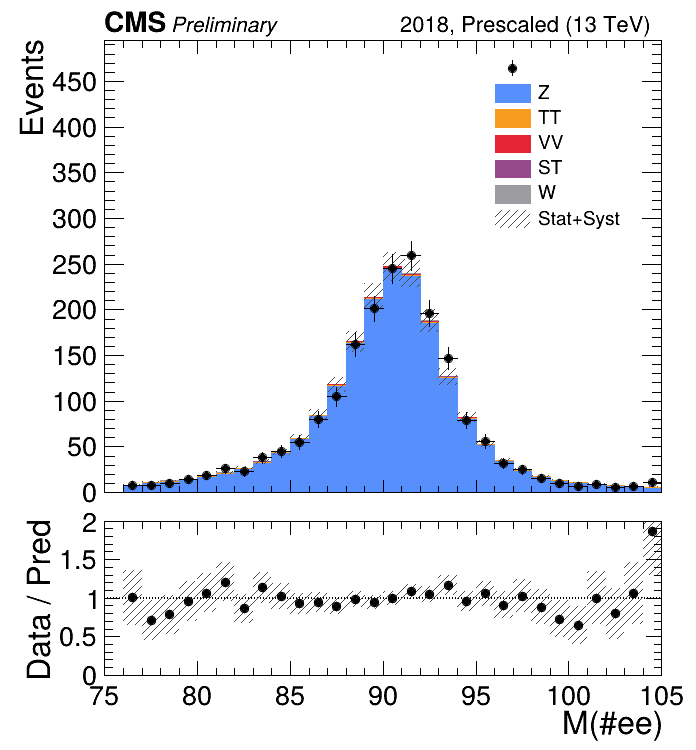 CMS Preliminary 2018, Prescaled (13 TeV)
Events
450
400
350
300
250
200
150
100
50
0
Z
TT
VV
ST
W
Stat+Syst
Data / Pred
2
1.5
1
0.5
0
75 80 85 90 95 100 105
M(#ee)